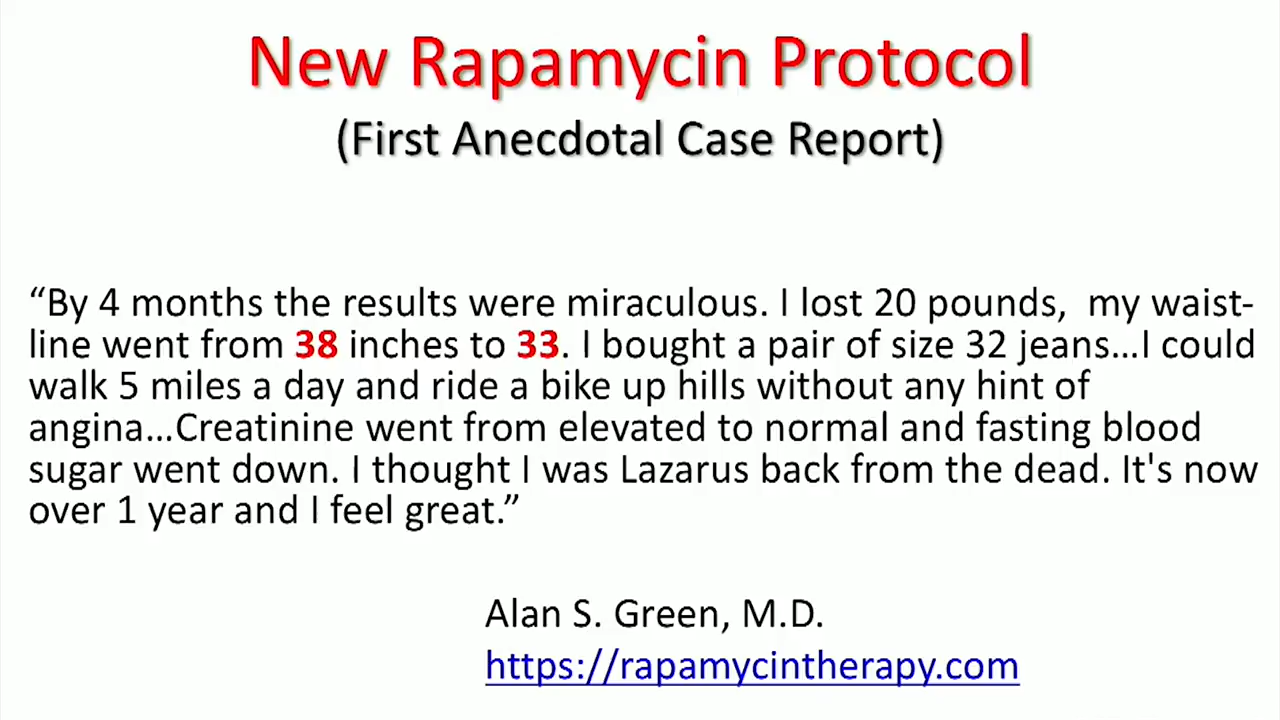 New Rapamycin Protocol
(First Anecdotal Case Report)
“By 4 months the results were miraculous. I lost 20 pounds,  my waist-
line went from 38 inches to 33. I bought a pair of size 32 jeans…I could
walk 5 miles a day and ride a bike up hills without any hint of
angina…Creatinine went from elevated to normal and fasting blood
sugar went down. I thought I was Lazarus back from the dead. It's now
over 1 year and I feel great.”
Alan S. Green, M.D.
https://rapamycintherapy.com